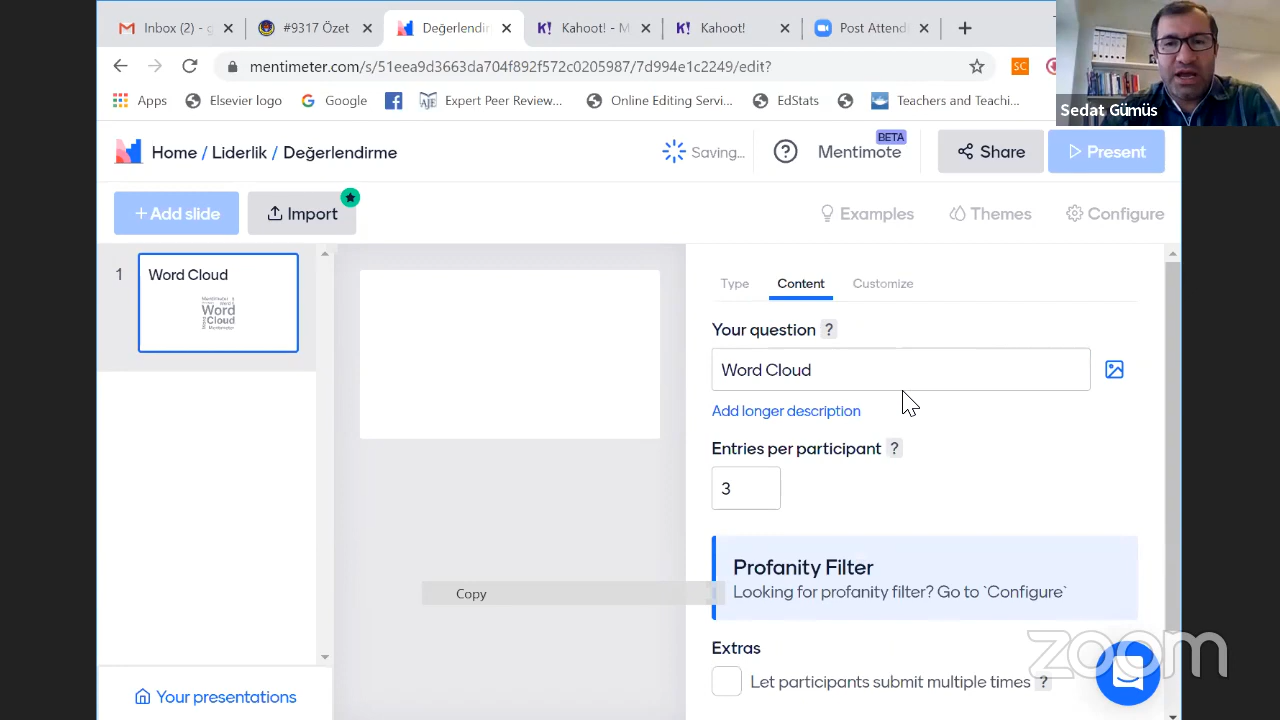 Inbox (2) - g
#9317 Özet
Değerlendir
Kahoot! - M
Kahoot!
Post Attend
mentimeter.com/s/51eea9d3663da704f892f572c0205987/7d994e1c2249/edit?
SC
Apps
Elsevier logo
Google
Expert Peer Review...
Online Editing Servi...
EdStats
Teachers and Teachi...
Sedat Gümüs
Home / Liderlik / Değerlendirme
Saving...
Mentimote
BETA
Share
Present
+ Add slide
Import
Examples
Themes
Configure
1
Word Cloud
Word
Cloud
Type
Content
Customize
Your question ?
Word Cloud
Add longer description
Entries per participant ?
3
Profanity Filter
Looking for profanity filter? Go to `Configure`
Copy
Extras
Let participants submit multiple times ?
zoom
Your presentations